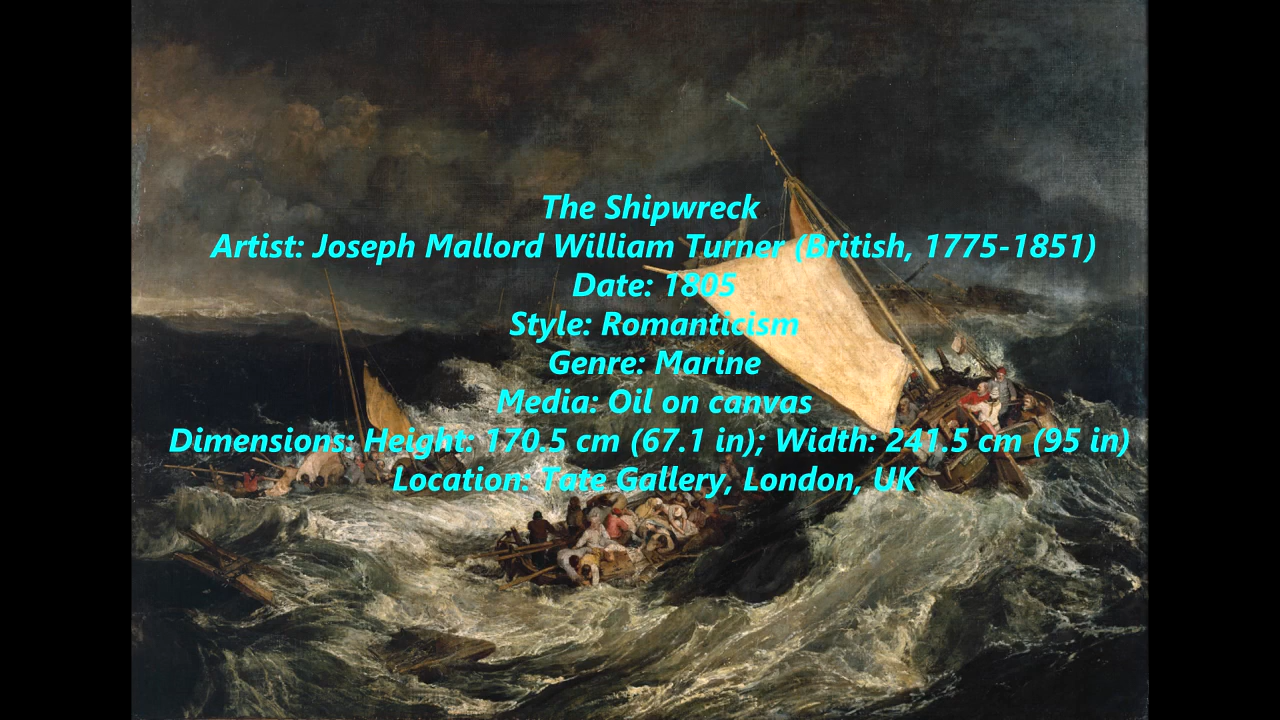 The Shipwreck
Artist: Joseph Mallord William Turner (British, 1775-1851)
Date: 1805
Style: Romanticism
Genre: Marine
Media: Oil on canvas
Dimensions: Height: 170.5 cm (67.1 in); Width: 241.5 cm (95 in)
Location: Tate Gallery, London, UK